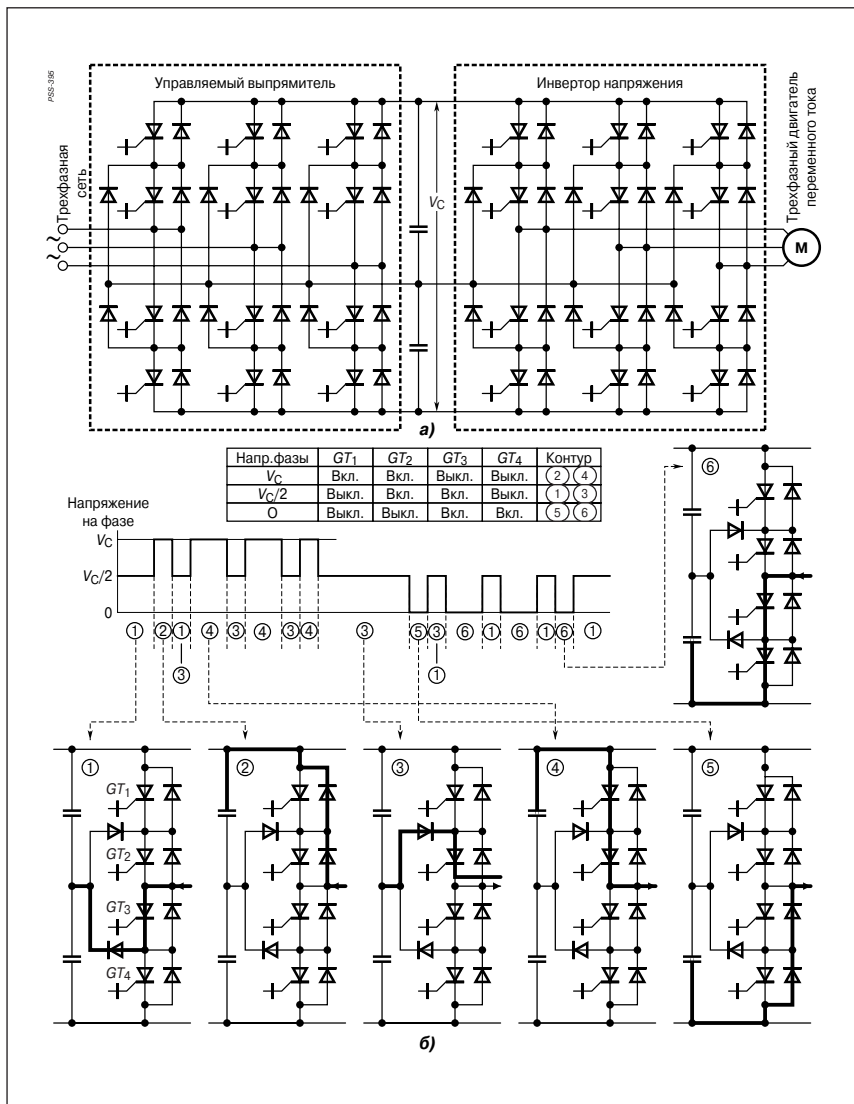 PSS-395
Управляемый выпрямитель
Инвертор напряжения
Трехфазная сеть
~
~
V_C
Трехфазный двигатель переменного тока
M
а)
Напр.фазы GT₁ GT₂ GT₃ GT₄ Контур
V_C Вкл. Вкл. Выкл. Выкл. ② ④
V_C/2 Выкл. Вкл. Вкл. Выкл. ① ③
O Выкл. Выкл. Вкл. Вкл. ⑤ ⑥
⑥
Напряжение на фазе
V_C
V_C/2
0
① ② ① ④ ③ ④ ③ ④ ③ ⑤ ③ ⑥ ① ⑥ ① ⑥ ①
③ ①
① ② ③ ④ ⑤
GT₁
GT₂
GT₃
GT₄
б)